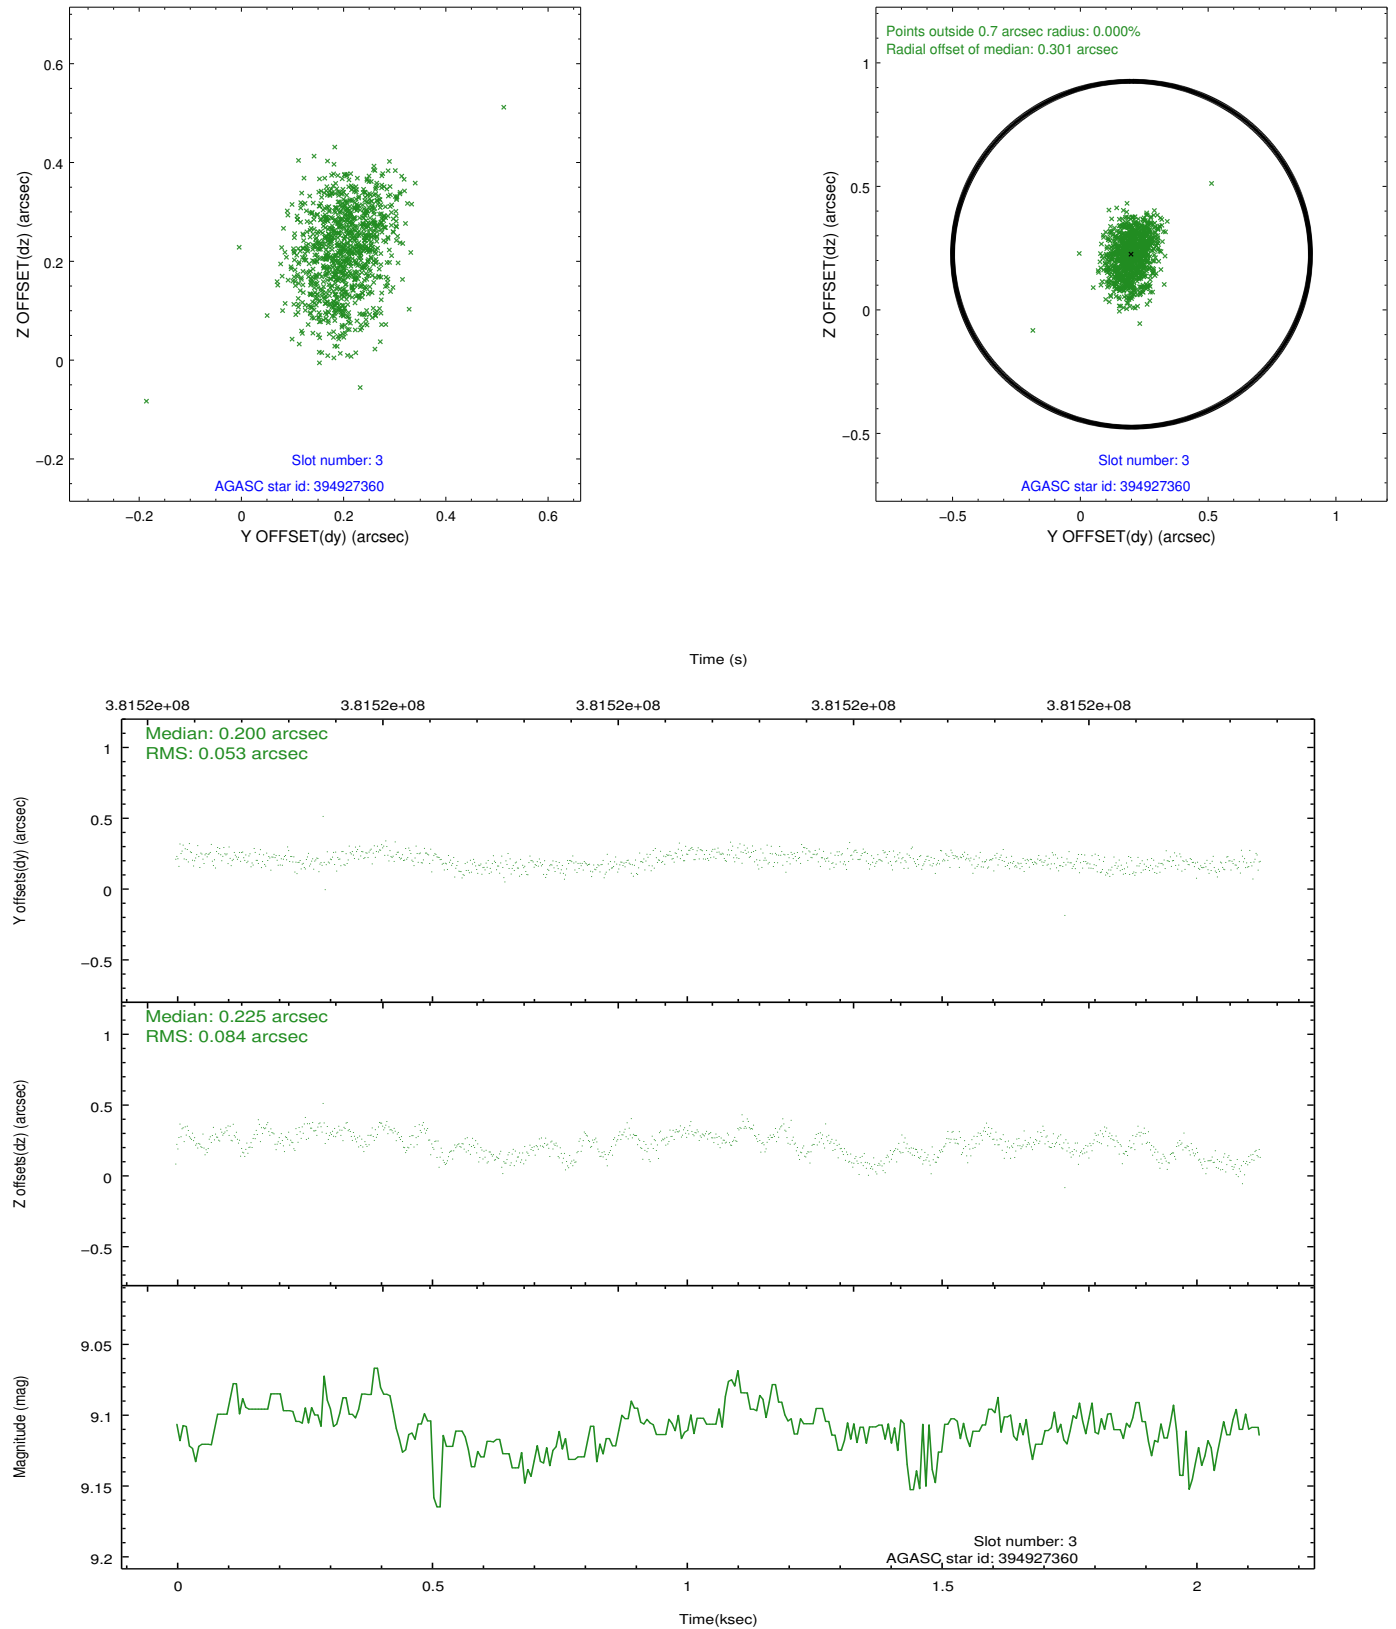 0.6
0.4
0.2
0
−0.2
Z OFFSET(dz) (arcsec)
Slot number: 3
AGASC star id: 394927360
−0.2 0 0.2 0.4 0.6
Y OFFSET(dy) (arcsec)
Points outside 0.7 arcsec radius: 0.000%
Radial offset of median: 0.301 arcsec
1
0.5
0
−0.5
Z OFFSET(dz) (arcsec)
Slot number: 3
AGASC star id: 394927360
−0.5 0 0.5 1
Y OFFSET(dy) (arcsec)
Time (s)
3.8152e+08 3.8152e+08 3.8152e+08 3.8152e+08 3.8152e+08
Median: 0.200 arcsec
RMS: 0.053 arcsec
1
0.5
0
−0.5
Y offsets(dy) (arcsec)
Median: 0.225 arcsec
RMS: 0.084 arcsec
1
0.5
0
−0.5
Z offsets(dz) (arcsec)
9.05
9.1
9.15
9.2
Magnitude (mag)
Slot number: 3
AGASC star id: 394927360
0 0.5 1 1.5 2
Time(ksec)